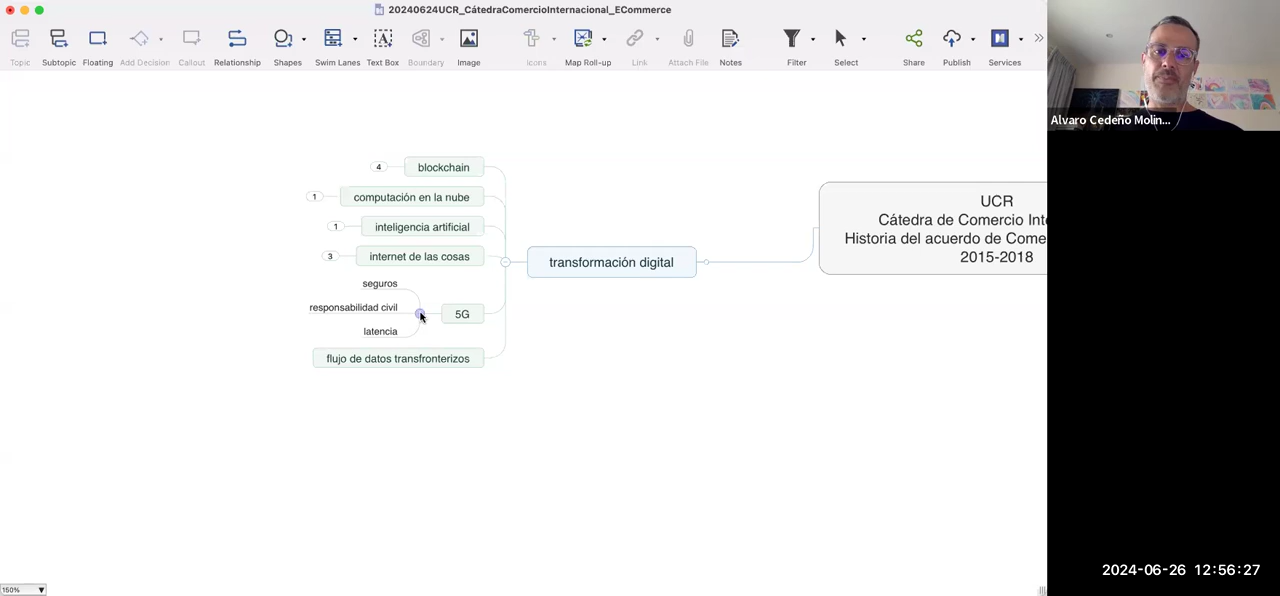 20240624UCR_CátedraComercioInternacional_ECommerce
Topic Subtopic Floating Add Decision Callout Relationship Shapes Swim Lanes Text Box Boundary Image Icons Map Roll-up Link Attach File Notes Filter Select Share Publish Services
Alvaro Cedeño Molin...
4 blockchain
1 computación en la nube
1 inteligencia artificial
3 internet de las cosas
seguros
responsabilidad civil
latencia
5G
flujo de datos transfronterizos
transformación digital
UCR
Cátedra de Comercio Inte
Historia del acuerdo de Come
2015-2018
150%
2024-06-26 12:56:27